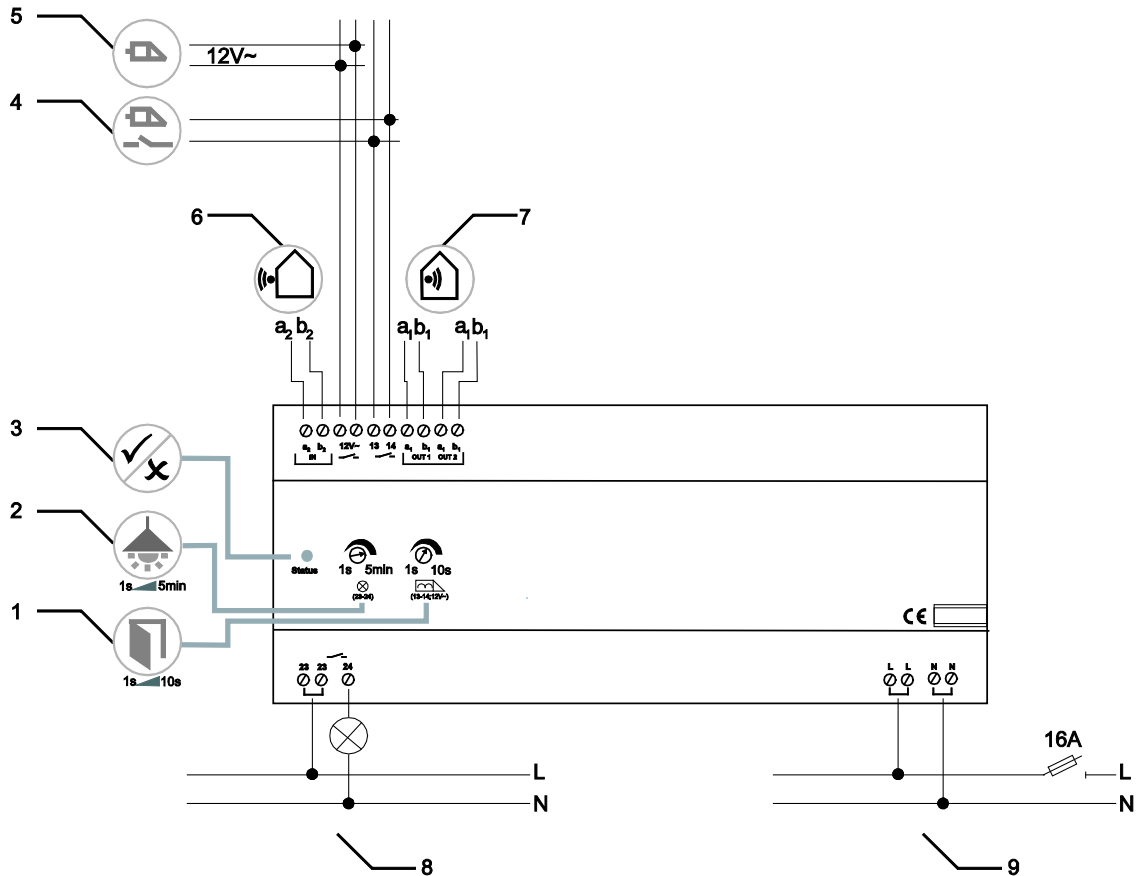 5
12V~
4
6
7
a2 b2
a1 b1
a1 b1
3
a2 b2 12V~ 13 14 a1 b1 a1 b1
IN OUT 1 OUT 2
2
Status
1s 5min
1s 10s
1s 5min
(23-24)
(13-14;12V~)
1
CE
1s 10s
23 23 24
L L N N
16A
L
L
N
N
8
9